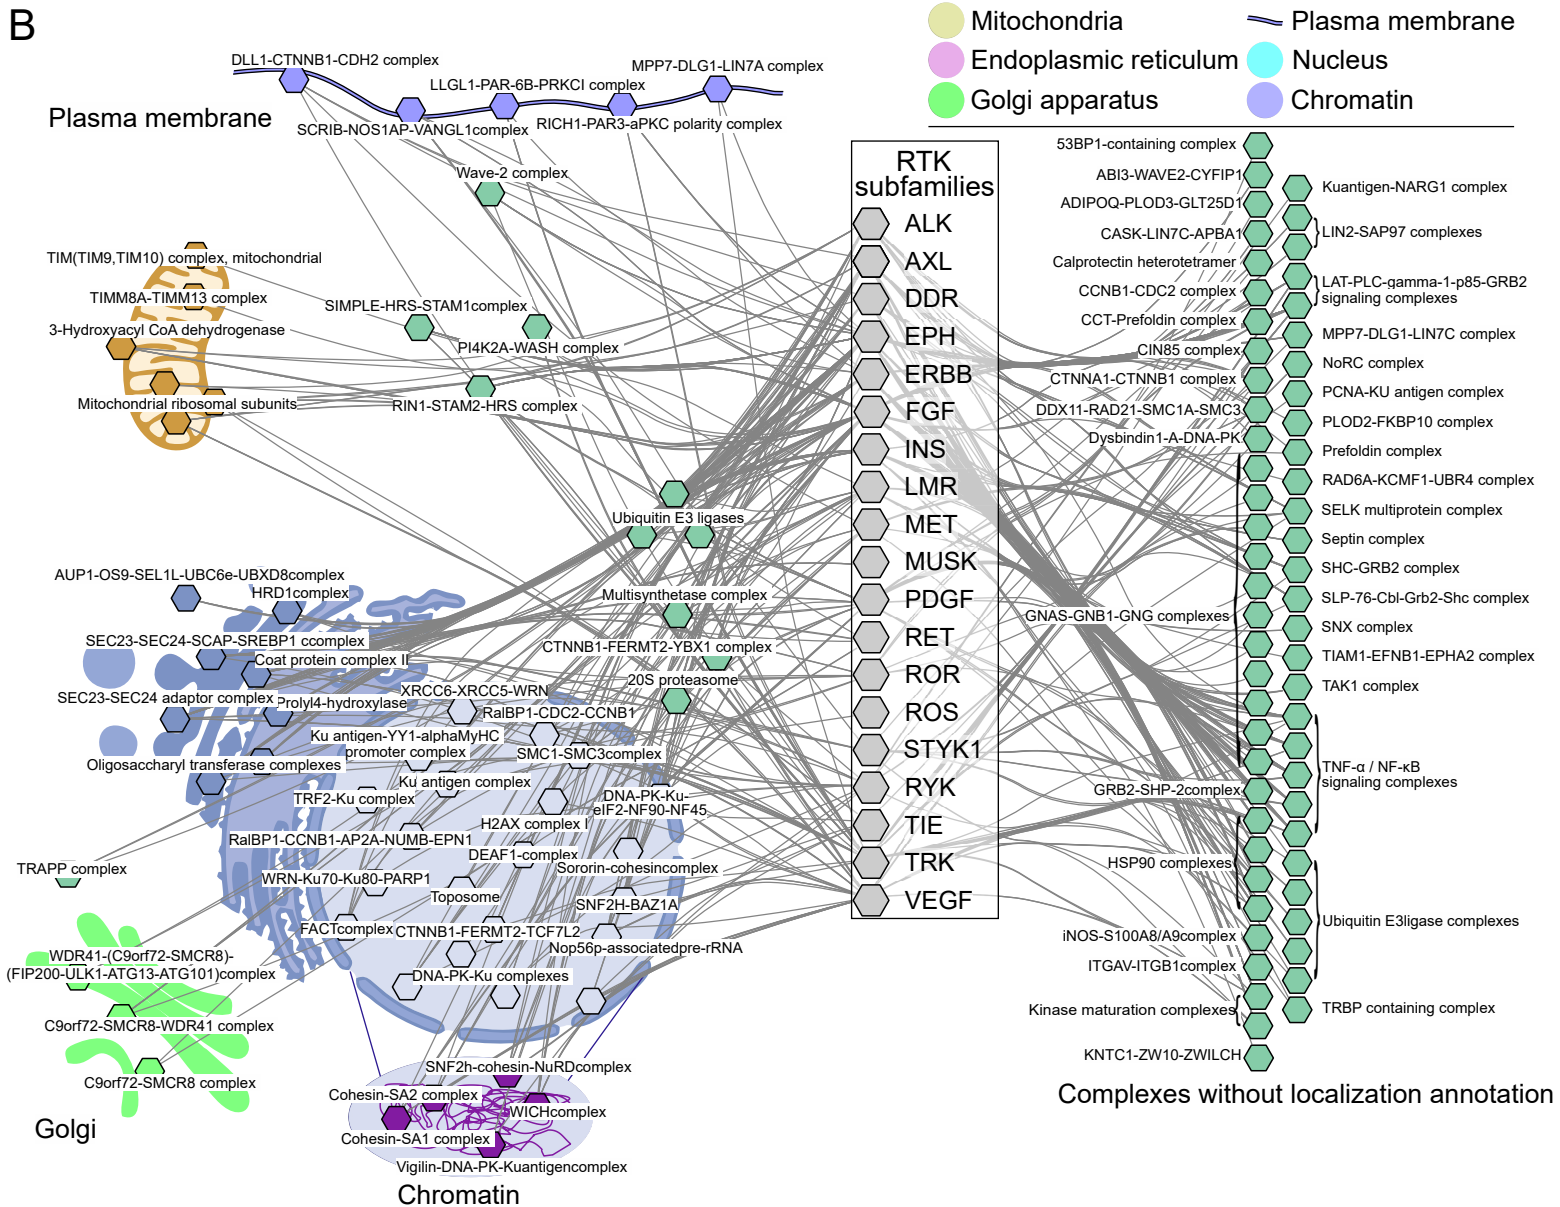 B
Mitochondria
Endoplasmic reticulum
Golgi apparatus
Plasma membrane
Nucleus
Chromatin
Plasma membrane
DLL1-CTNNB1-CDH2 complex
LLGL1-PAR-6B-PRKCI complex
MPP7-DLG1-LIN7A complex
SCRIB-NOS1AP-VANGL1complex
RICH1-PAR3-aPKC polarity complex
Wave-2 complex
TIM(TIM9,TIM10) complex, mitochondrial
TIMM8A-TIMM13 complex
3-Hydroxyacyl CoA dehydrogenase
Mitochondrial ribosomal subunits
SIMPLE-HRS-STAM1complex
PI4K2A-WASH complex
RIN1-STAM2-HRS complex
Ubiquitin E3 ligases
Multisynthetase complex
CTNNB1-FERMT2-YBX1 complex
20S proteasome
AUP1-OS9-SEL1L-UBC6e-UBXD8complex
HRD1complex
SEC23-SEC24-SCAP-SREBP1 ccomplex
Coat protein complex II
SEC23-SEC24 adaptor complex
Prolyl4-hydroxylase
Oligosaccharyl transferase complexes
XRCC6-XRCC5-WRN
RalBP1-CDC2-CCNB1
Ku antigen-YY1-alphaMyHC
promoter complex
SMC1-SMC3complex
Ku antigen complex
TRF2-Ku complex
DNA-PK-Ku-
eIF2-NF90-NF45
H2AX complex I
RalBP1-CCNB1-AP2A-NUMB-EPN1
DEAF1-complex
Sororin-cohesincomplex
WRN-Ku70-Ku80-PARP1
Toposome
SNF2H-BAZ1A
FACTcomplex
CTNNB1-FERMT2-TCF7L2
Nop56p-associatedpre-rRNA
DNA-PK-Ku complexes
TRAPP complex
WDR41-(C9orf72-SMCR8)-
(FIP200-ULK1-ATG13-ATG101)complex
C9orf72-SMCR8-WDR41 complex
C9orf72-SMCR8 complex
Golgi
SNF2h-cohesin-NuRDcomplex
Cohesin-SA2 complex
WICHcomplex
Cohesin-SA1 complex
Vigilin-DNA-PK-Kuantigencomplex
Chromatin
RTK
subfamilies
ALK
AXL
DDR
EPH
ERBB
FGF
INS
LMR
MET
MUSK
PDGF
RET
ROR
ROS
STYK1
RYK
TIE
TRK
VEGF
53BP1-containing complex
ABI3-WAVE2-CYFIP1
ADIPOQ-PLOD3-GLT25D1
CASK-LIN7C-APBA1
Calprotectin heterotetramer
CCNB1-CDC2 complex
CCT-Prefoldin complex
CIN85 complex
CTNNA1-CTNNB1 complex
DDX11-RAD21-SMC1A-SMC3
Dysbindin1-A-DNA-PK
GNAS-GNB1-GNG complexes
GRB2-SHP-2complex
HSP90 complexes
iNOS-S100A8/A9complex
ITGAV-ITGB1complex
Kinase maturation complexes
KNTC1-ZW10-ZWILCH
Kuantigen-NARG1 complex
LIN2-SAP97 complexes
LAT-PLC-gamma-1-p85-GRB2
signaling complexes
MPP7-DLG1-LIN7C complex
NoRC complex
PCNA-KU antigen complex
PLOD2-FKBP10 complex
Prefoldin complex
RAD6A-KCMF1-UBR4 complex
SELK multiprotein complex
Septin complex
SHC-GRB2 complex
SLP-76-Cbl-Grb2-Shc complex
SNX complex
TIAM1-EFNB1-EPHA2 complex
TAK1 complex
TNF-α / NF-κB
signaling complexes
Ubiquitin E3ligase complexes
TRBP containing complex
Complexes without localization annotation